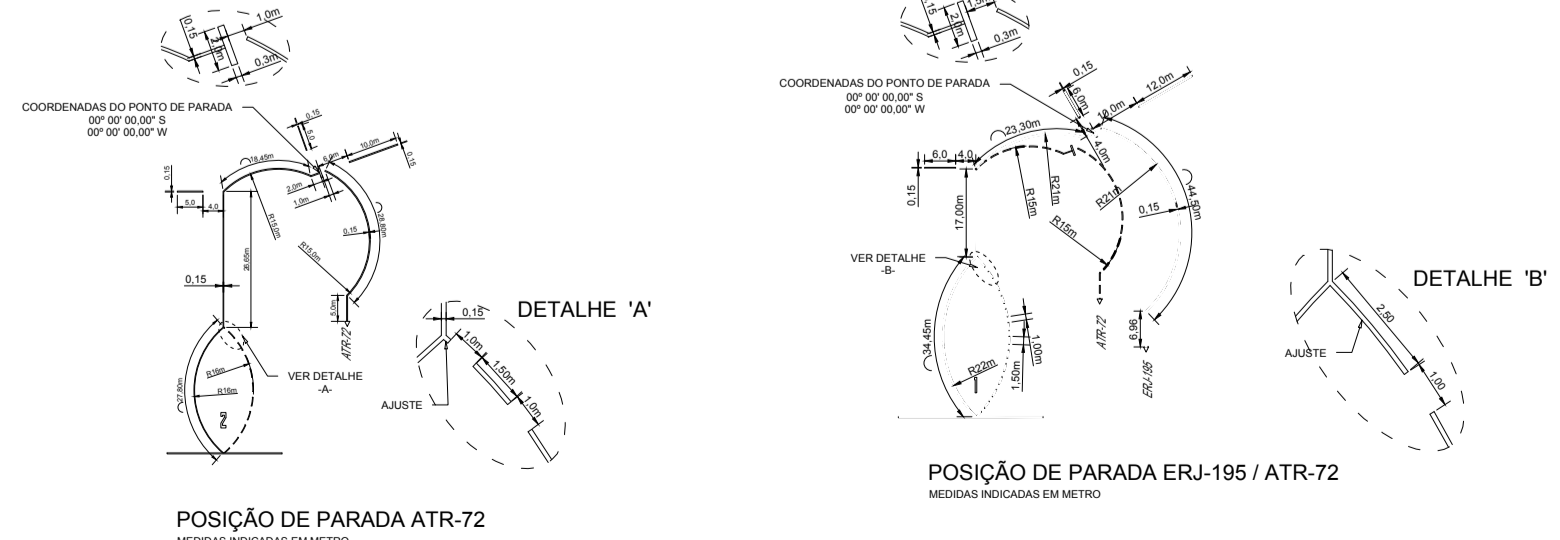 0,15
2,0m
1,0m
0,3m
COORDENADAS DO PONTO DE PARADA
00º 00' 00,00" S
00º 00' 00,00" W
0,15
5,0
18,45m
6,0m
10,0m
0,15
0,15
5,0
4,0
2,0m
1,0m
R15,0m
28,80m
26,65m
0,15
R15,0m
0,15
5,0m
ATR-72
R16m
R16m
27,80m
2
VER DETALHE
-A-
DETALHE 'A'
0,15
1,0m
1,50m
1,0m
AJUSTE
POSIÇÃO DE PARADA ATR-72
MEDIDAS INDICADAS EM METRO
0,15
2,0m
1,5m
0,3m
COORDENADAS DO PONTO DE PARADA
00º 00' 00,00" S
00º 00' 00,00" W
0,15
6,0m
10,0m
12,0m
23,30m
4,0m
6,0
4,0
0,15
R15m
R21m
R21m
44,50m
17,00m
0,15
R15m
VER DETALHE
-B-
34,45m
R22m
1,00m
1,50m
ATR-72
6,96
ERJ-195
DETALHE 'B'
2,50
1,00
AJUSTE
POSIÇÃO DE PARADA ERJ-195 / ATR-72
MEDIDAS INDICADAS EM METRO